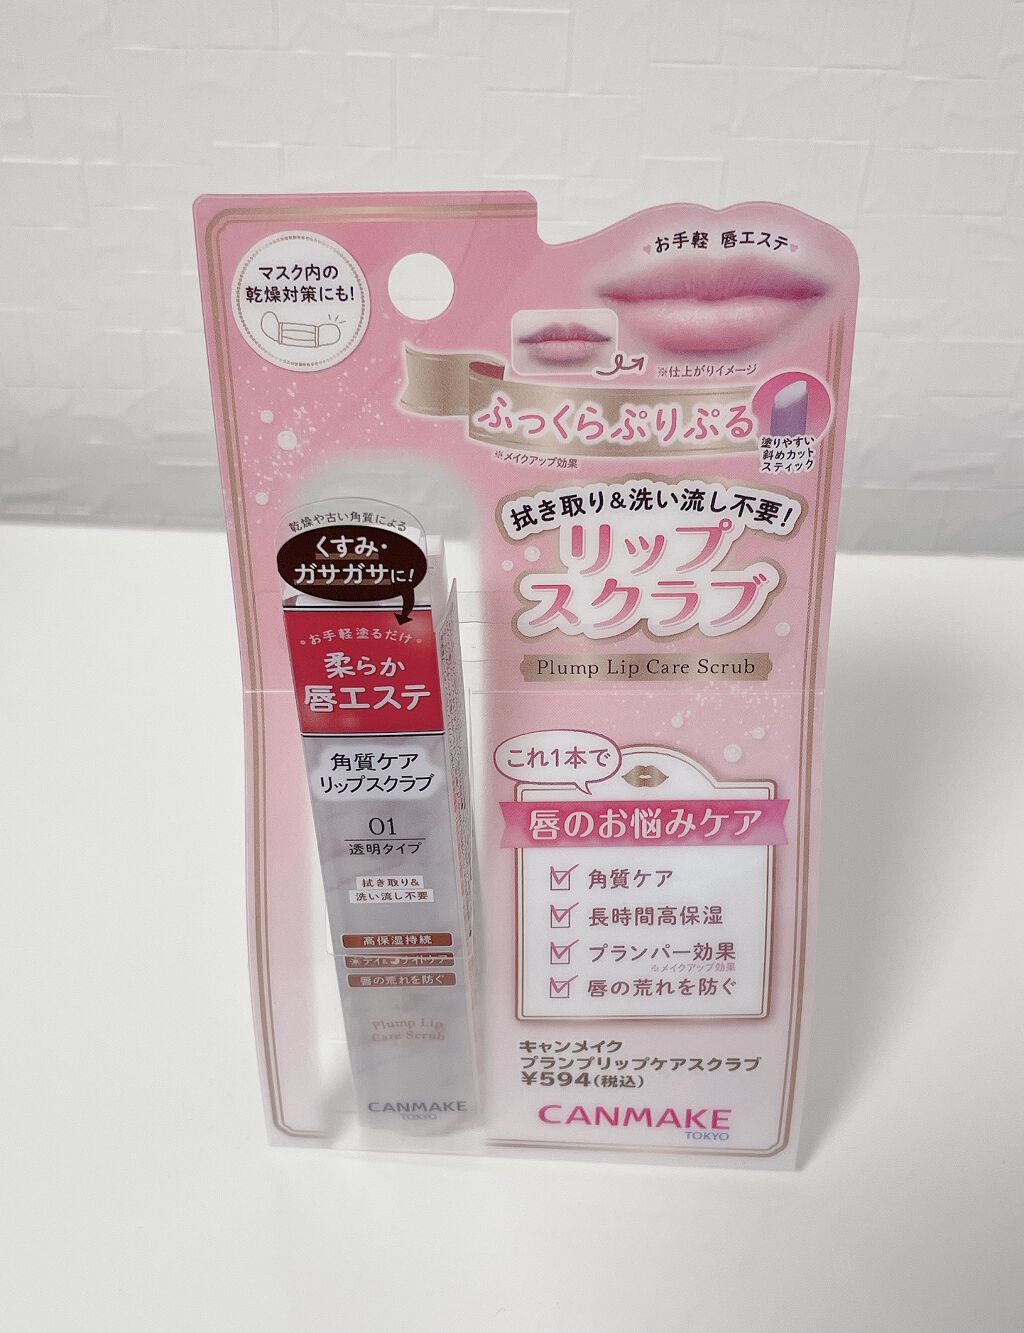 マスク内の
乾燥対策にも!
お手軽 唇エステ
※仕上がりイメージ
ふっくらぷりぷる
※メイクアップ効果
塗りやすい
斜めカット
スティック
拭き取り&洗い流し不要!
リップ
スクラブ
Plump Lip Care Scrub
乾燥や古い角質による
くすみ・
ガサガサに!
お手軽塗るだけ
柔らか
唇エステ
角質ケア
リップスクラブ
01
透明タイプ
拭き取り&
洗い流し不要
高保湿持続
デイ&ナイトケア
唇の荒れを防ぐ
Plump Lip
Care Scrub
CANMAKE
TOKYO
これ1本で
唇のお悩みケア
角質ケア
長時間高保湿
プランパー効果
※メイクアップ効果
唇の荒れを防ぐ
キャンメイク
プランプリップケアスクラブ
¥594(税込)
CANMAKE
TOKYO